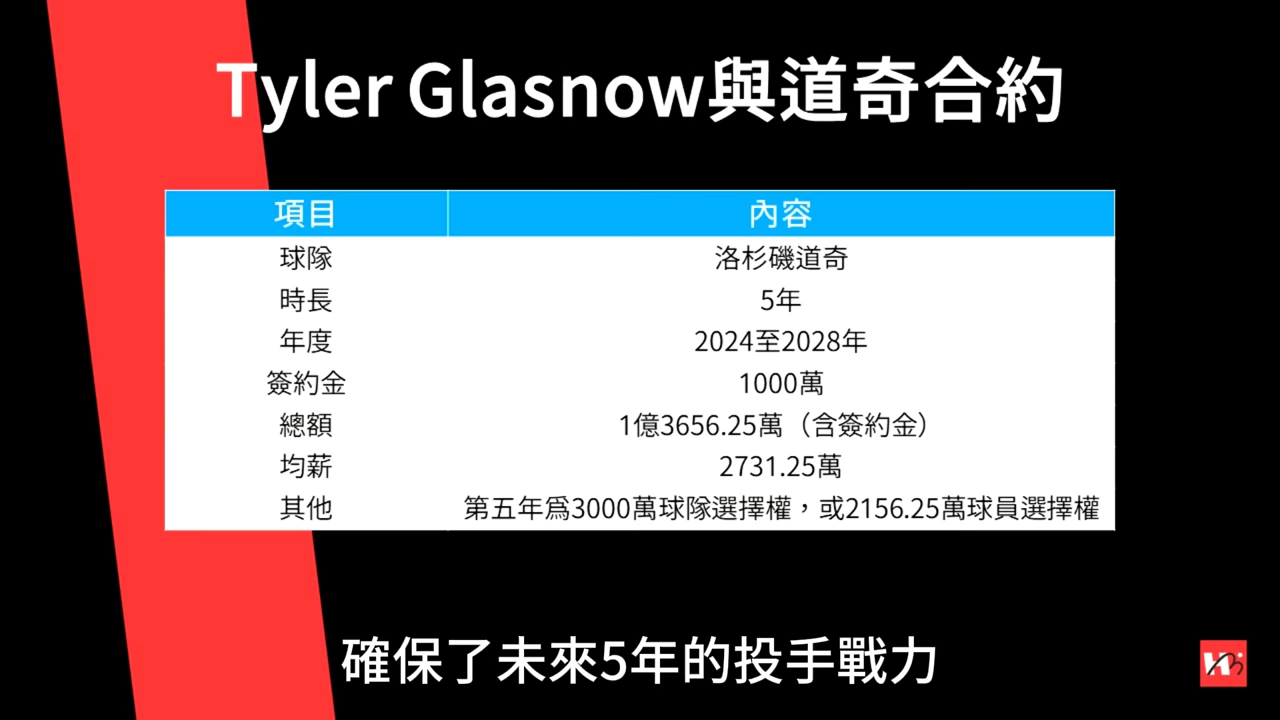 Tyler Glasnow與道奇合約
項目 內容
球隊 洛杉磯道奇
時長 5年
年度 2024至2028年
簽約金 1000萬
總額 1億3656.25萬（含簽約金）
均薪 2731.25萬
其他 第五年爲3000萬球隊選擇權，或2156.25萬球員選擇權
確保了未來5年的投手戰力